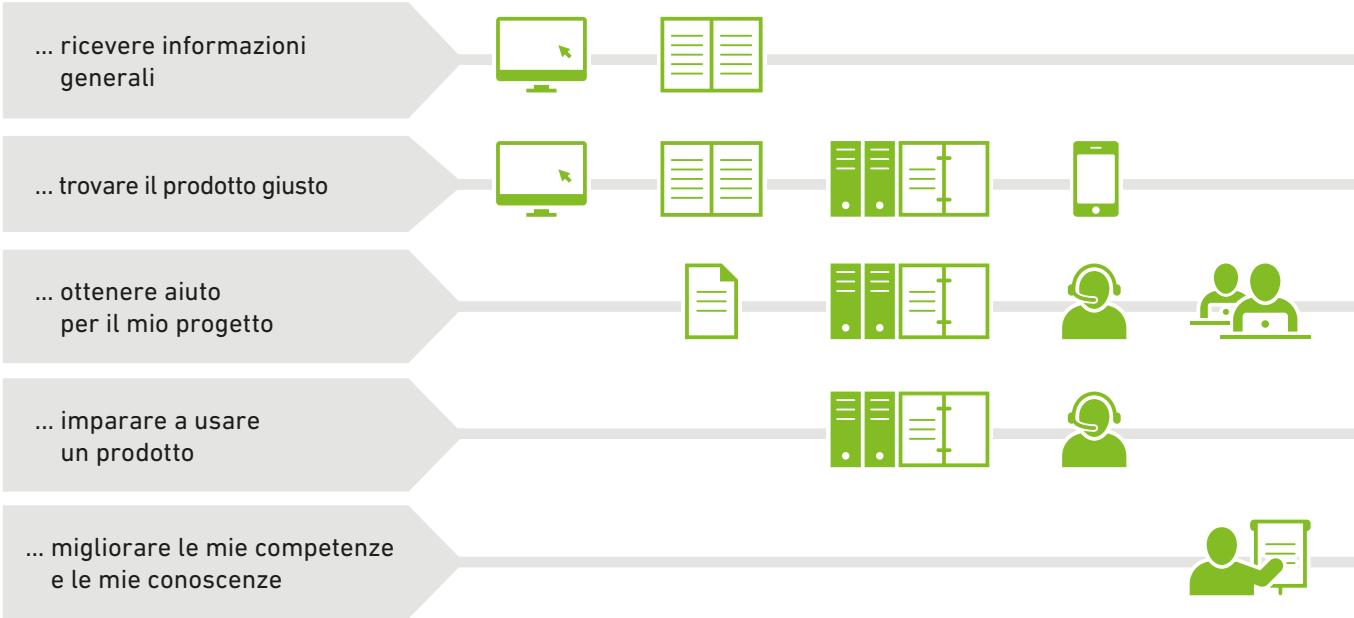 ... ricevere informazioni
generali
... trovare il prodotto giusto
... ottenere aiuto
per il mio progetto
... imparare a usare
un prodotto
... migliorare le mie competenze
e le mie conoscenze